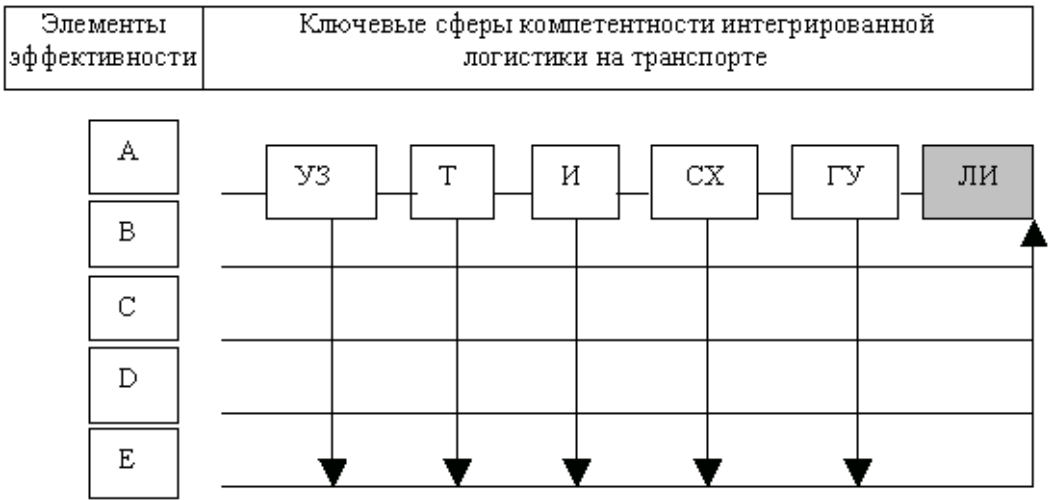 Элементы
эффективности
Ключевые сферы компетентности интегрированной
логистики на транспорте
A
УЗ
Т
И
СХ
ГУ
ЛИ
B
C
D
E